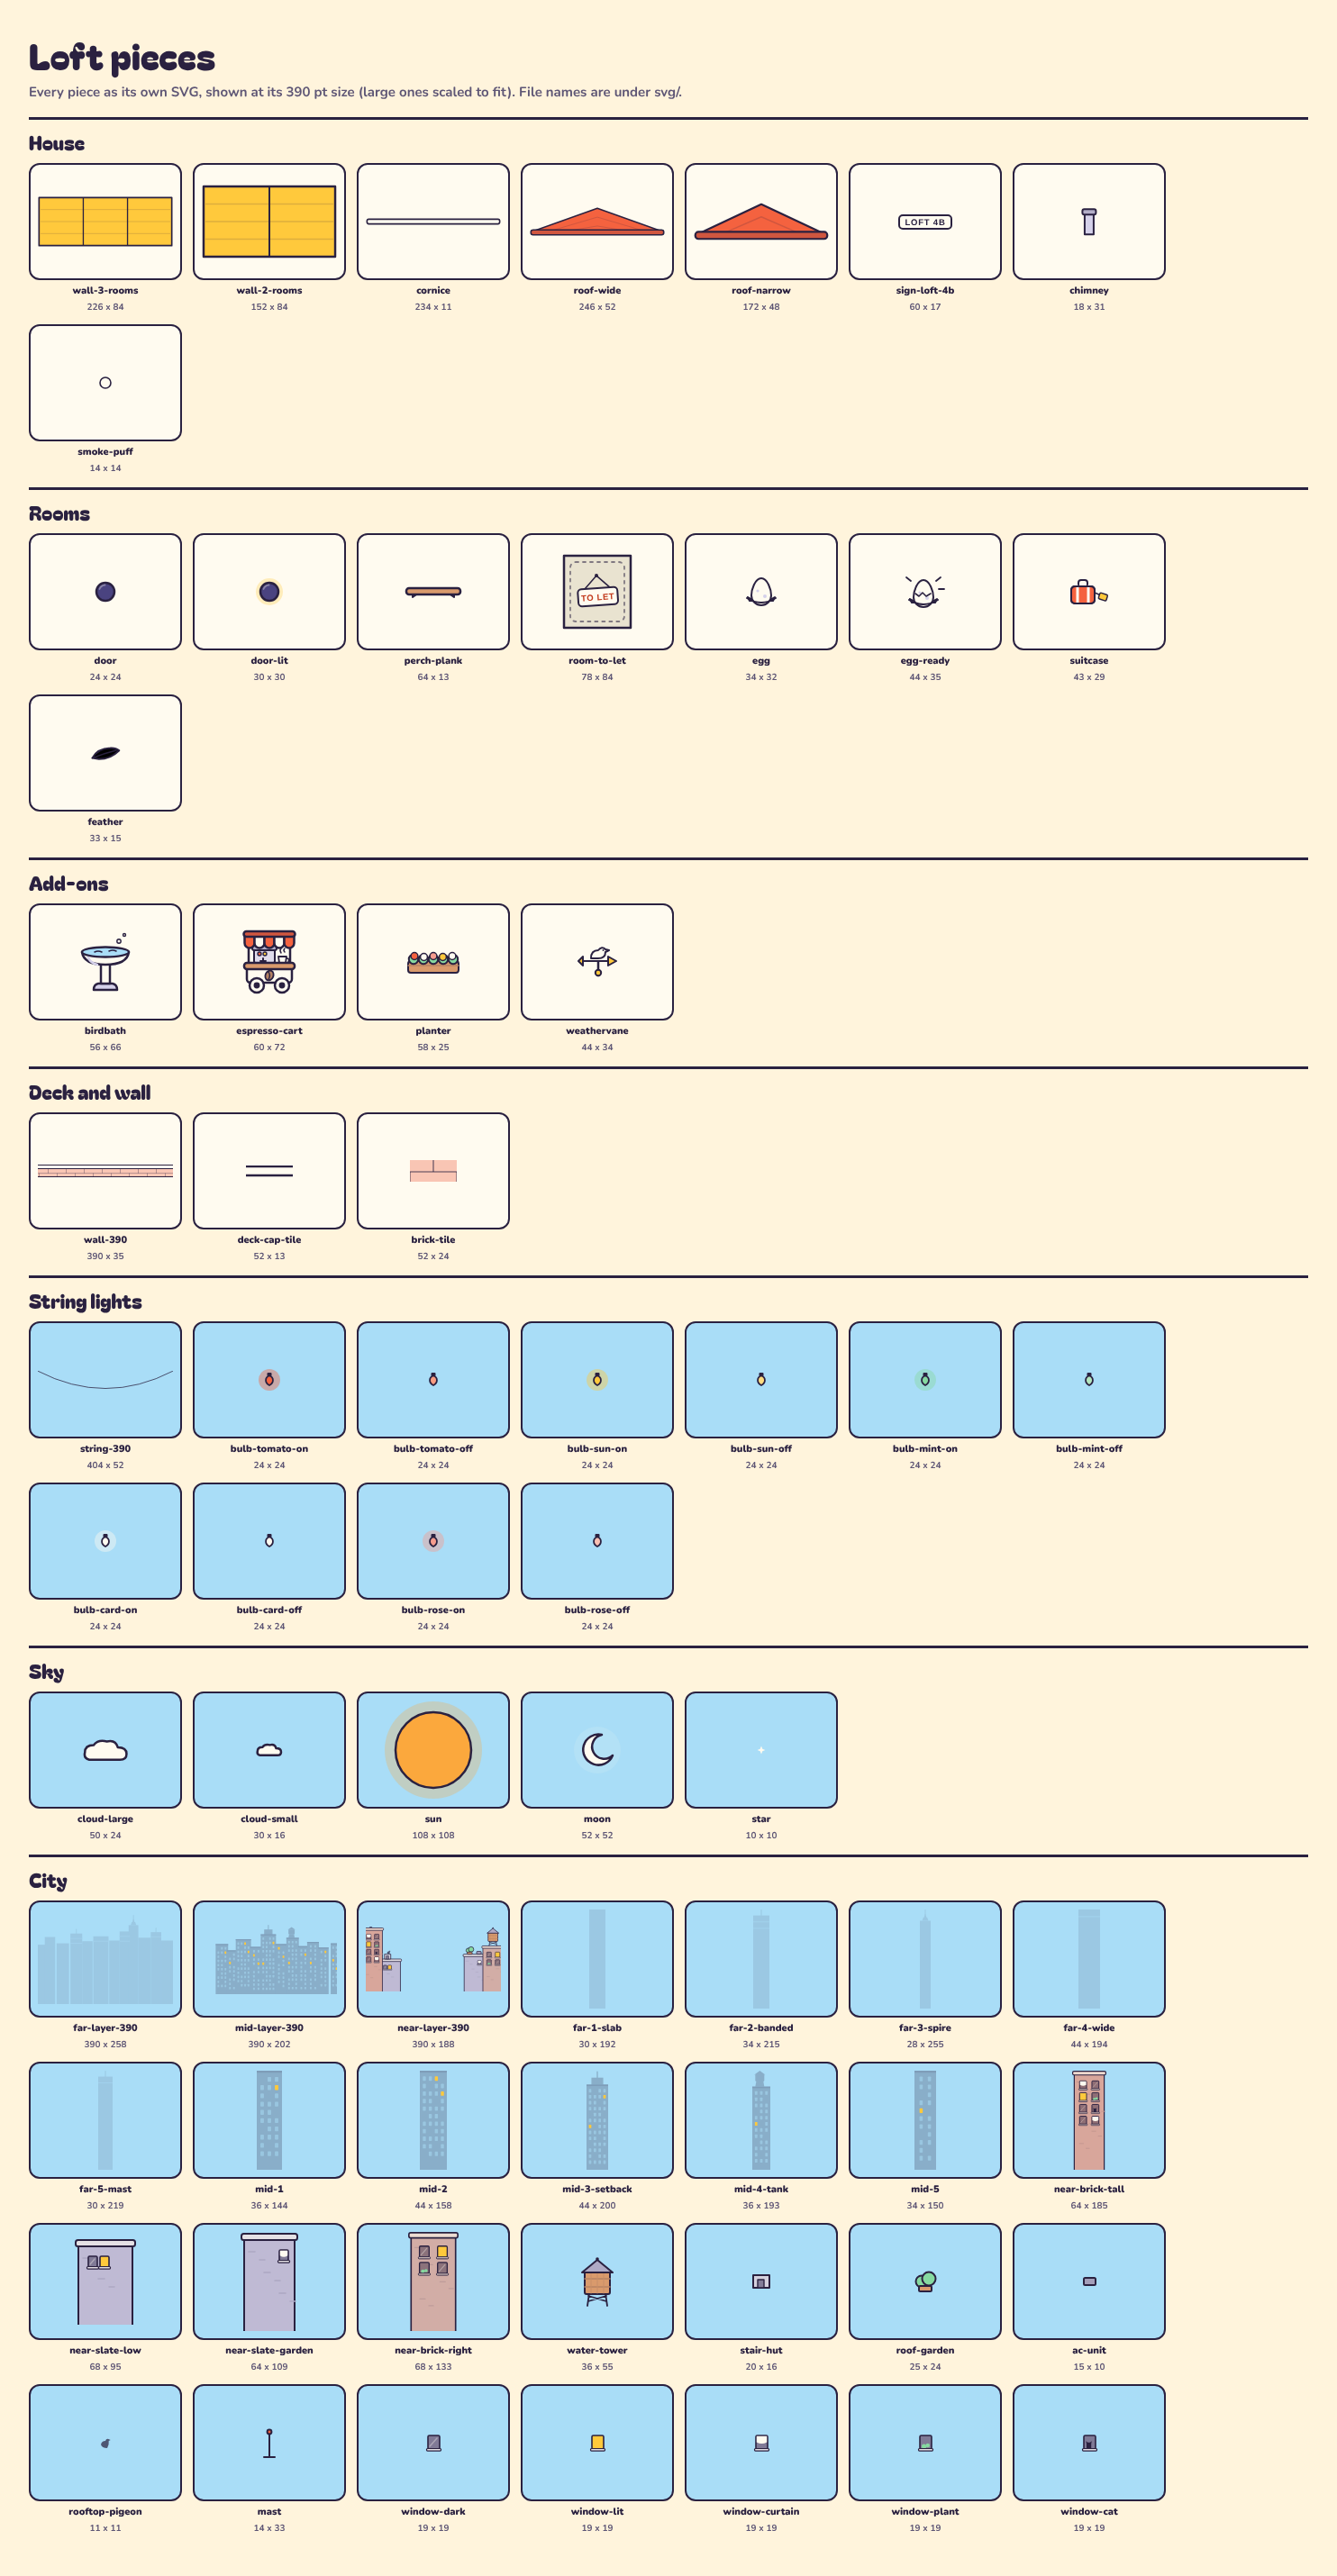 Loft pieces
Every piece as its own SVG, shown at its 390 pt size (large ones scaled to fit). File names are under svg/.
House
LOFT 4B
wall-3-rooms wall-2-rooms cornice roof-wide roof-narrow sign-loft-4b chimney
226 x 84 152 x 84 234 x 11 246 x 52 172 x 48 60 x 17 18 x 31
smoke-puff
14 x 14
Rooms
TO LET
door door-lit perch-plank room-to-let egg egg-ready suitcase
24 x 24 30 x 30 64 x 13 78 x 84 34 x 32 44 x 35 43 x 29
feather
33 x 15
Add-ons
birdbath espresso-cart planter weathervane
56 x 66 60 x 72 58 x 25 44 x 34
Deck and wall
wall-390 deck-cap-tile brick-tile
390 x 35 52 x 13 52 x 24
String lights
string-390 bulb-tomato-on bulb-tomato-off bulb-sun-on bulb-sun-off bulb-mint-on bulb-mint-off
404 x 52 24 x 24 24 x 24 24 x 24 24 x 24 24 x 24 24 x 24
bulb-card-on bulb-card-off bulb-rose-on bulb-rose-off
24 x 24 24 x 24 24 x 24 24 x 24
Sky
cloud-large cloud-small sun moon star
50 x 24 30 x 16 108 x 108 52 x 52 10 x 10
City
far-layer-390 mid-layer-390 near-layer-390 far-1-slab far-2-banded far-3-spire far-4-wide
390 x 258 390 x 202 390 x 188 30 x 192 34 x 215 28 x 255 44 x 194
far-5-mast mid-1 mid-2 mid-3-setback mid-4-tank mid-5 near-brick-tall
30 x 219 36 x 144 44 x 158 44 x 200 36 x 193 34 x 150 64 x 185
near-slate-low near-slate-garden near-brick-right water-tower stair-hut roof-garden ac-unit
68 x 95 64 x 109 68 x 133 36 x 55 20 x 16 25 x 24 15 x 10
rooftop-pigeon mast window-dark window-lit window-curtain window-plant window-cat
11 x 11 14 x 33 19 x 19 19 x 19 19 x 19 19 x 19 19 x 19